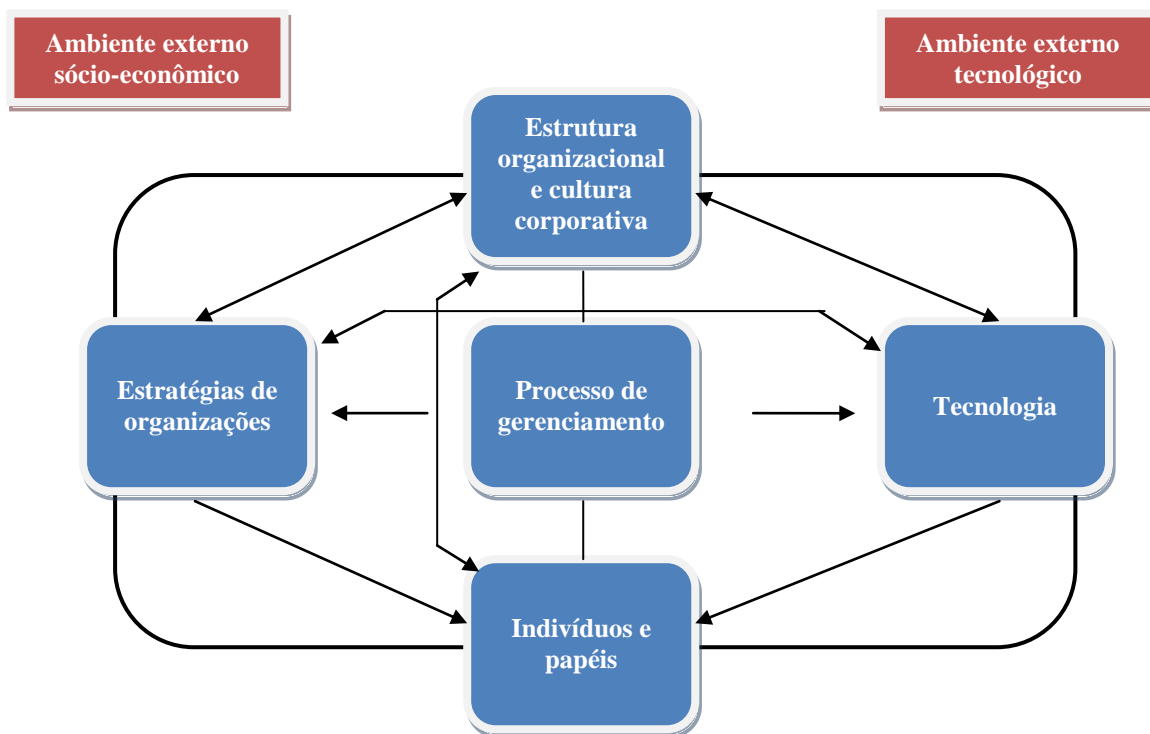 Ambiente externo
sócio-econômico
Ambiente externo
tecnológico
Estrutura
organizacional
e cultura
corporativa
Estratégias de
organizações
Processo de
gerenciamento
Tecnologia
Indivíduos e
papéis